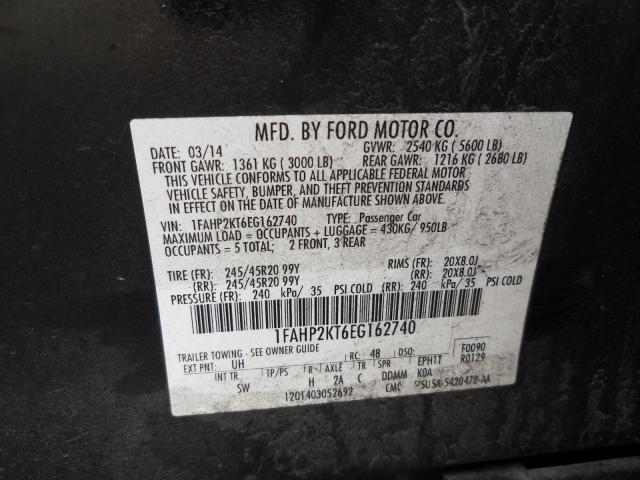 MFD. BY FORD MOTOR CO.
DATE: 03/14 GVWR: 2540 KG (5600 LB)
FRONT GAWR: 1361 KG (3000 LB) REAR GAWR: 1216 KG (2680 LB)
THIS VEHICLE CONFORMS TO ALL APPLICABLE FEDERAL MOTOR
VEHICLE SAFETY, BUMPER, AND THEFT PREVENTION STANDARDS
IN EFFECT ON THE DATE OF MANUFACTURE SHOWN ABOVE.
VIN: 1FAHP2KT6EG162740 TYPE: Passenger Car
MAXIMUM LOAD = OCCUPANTS + LUGGAGE = 430KG/ 950LB
OCCUPANTS = 5 TOTAL; 2 FRONT, 3 REAR
TIRE (FR): 245/45R20 99Y RIMS (FR): 20X8.0J
(RR): 245/45R20 99Y (RR): 20X8.0J
PRESSURE (FR): 240 kPa/ 35 PSI COLD (RR): 240 kPa/ 35 PSI COLD
1FAHP2KT6EG162740
TRAILER TOWING - SEE OWNER GUIDE F0090
EXT PNT: UH RC: 48 DSO: R0129
INT TR TP/PS R AXLE TR SPR EPH11
SW H 2A C DDMM KOA
1201403052692 CMC SUSA-5420472-AA